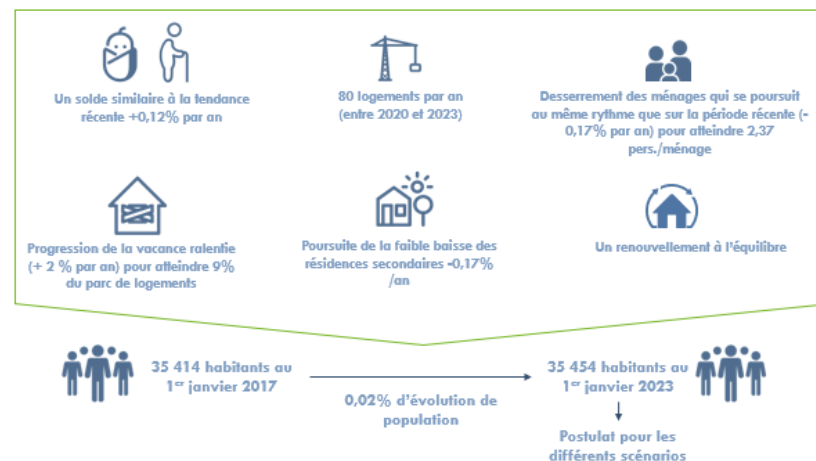 Un solde similaire à la tendance
récente +0,12% par an
80 logements par an
(entre 2020 et 2023)
Desserrement des ménages qui se poursuit
au même rythme que sur la période récente (-
0,17% par an) pour atteindre 2,37
pers./ménage
Progression de la vacance ralentie
(+ 2 % par an) pour atteindre 9%
du parc de logements
Poursuite de la faible baisse des
résidences secondaires -0,17%
/an
Un renouvellement à l'équilibre
35 414 habitants au
1er janvier 2017
0,02% d'évolution de
population
35 454 habitants au
1er janvier 2023
Postulat pour les
différents scénarios